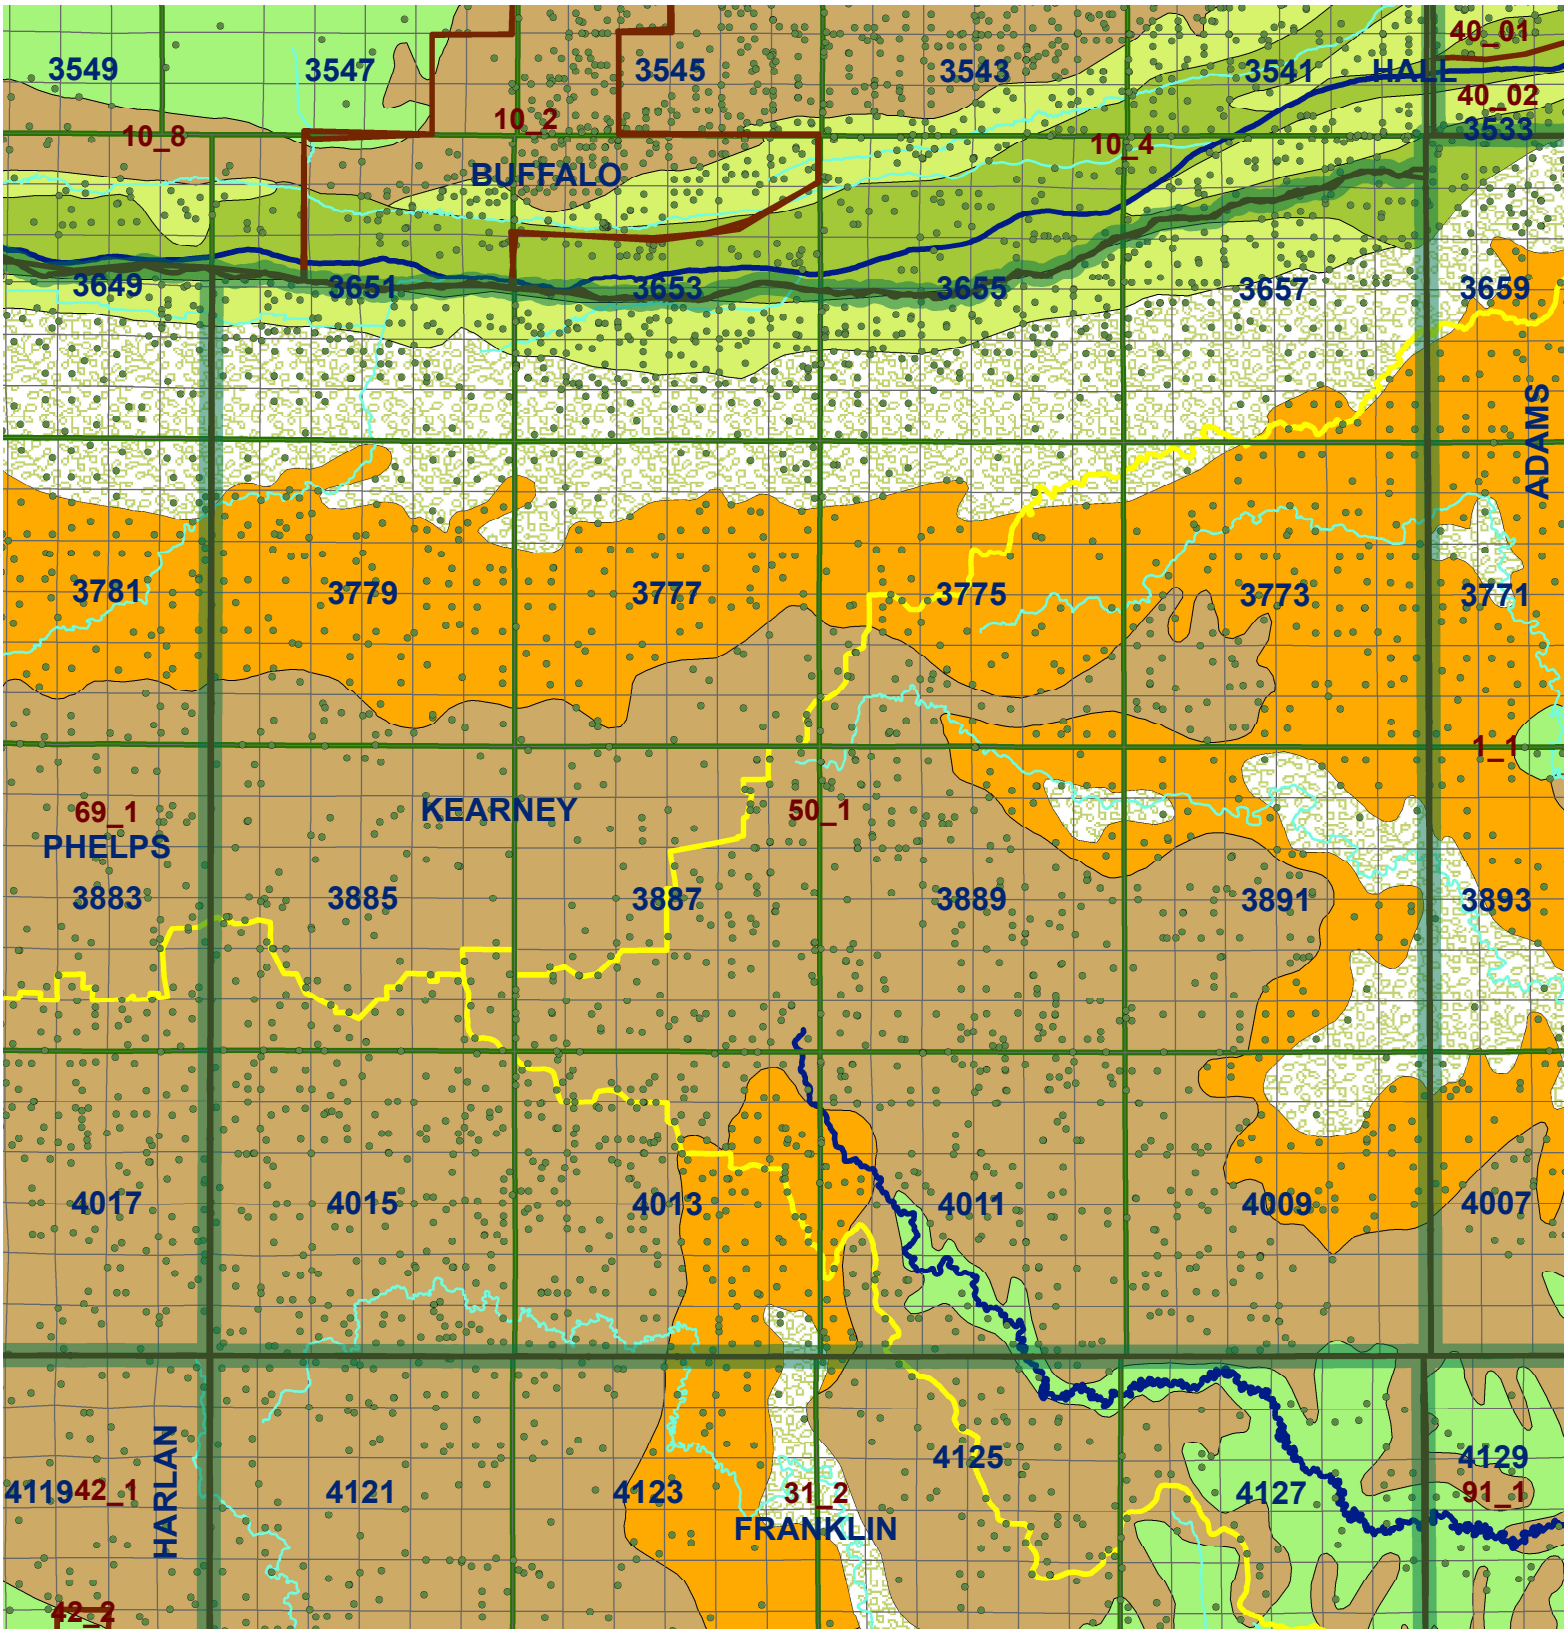 40_01
3549 3547 3545 3543 3541 HALL
40_02
10_8 10_2 10_4 3533
BUFFALO
3649 3651 3653 3655 3657 3659
ADAMS
3781 3779 3777 3775 3773 3771
1_1
69_1 KEARNEY 50_1
PHELPS
3883 3885 3887 3889 3891 3893
4017 4015 4013 4011 4009 4007
4125 4129
HARLAN
4119 42_1 4121 4123 31_2 4127 91_1
FRANKLIN
42_2